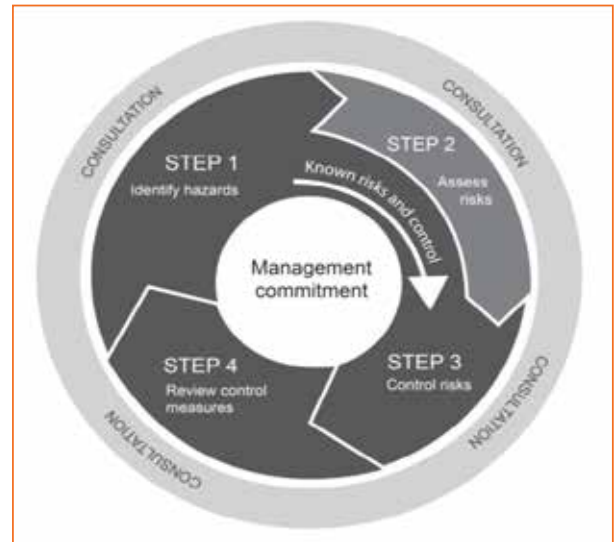 CONSULTATION
CONSULTATION
STEP 1
Identify hazards
STEP 2
Assess
risks
Known risks and control
Management
commitment
STEP 4
Review control
measures
STEP 3
Control risks
CONSULTATION
CONSULTATION